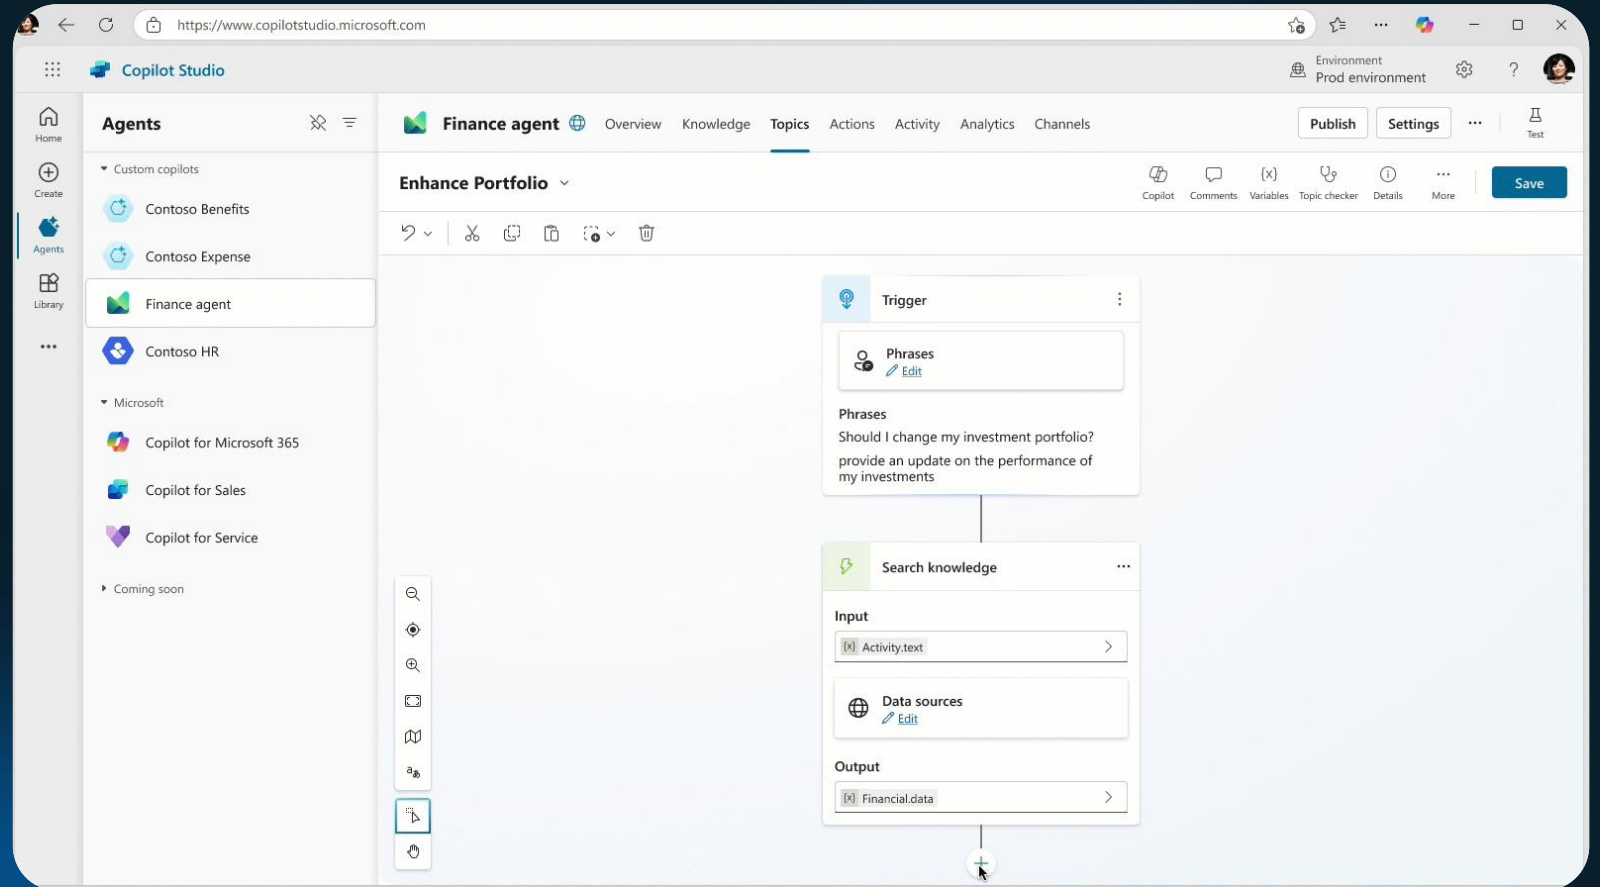 https://www.copilotstudio.microsoft.com
Copilot Studio
Environment
Prod environment
?
Home
Create
Agents
Library
Agents
Custom copilots
Contoso Benefits
Contoso Expense
Finance agent
Contoso HR
Microsoft
Copilot for Microsoft 365
Copilot for Sales
Copilot for Service
Coming soon
Finance agent
Overview
Knowledge
Topics
Actions
Activity
Analytics
Channels
Publish
Settings
Test
Enhance Portfolio
Copilot
Comments
{x}
Variables
Topic checker
Details
More
Save
Trigger
Phrases
Edit
Phrases
Should I change my investment portfolio?
provide an update on the performance of
my investments
Search knowledge
Input
{x} Activity.text
Data sources
Edit
Output
{x} Financial.data